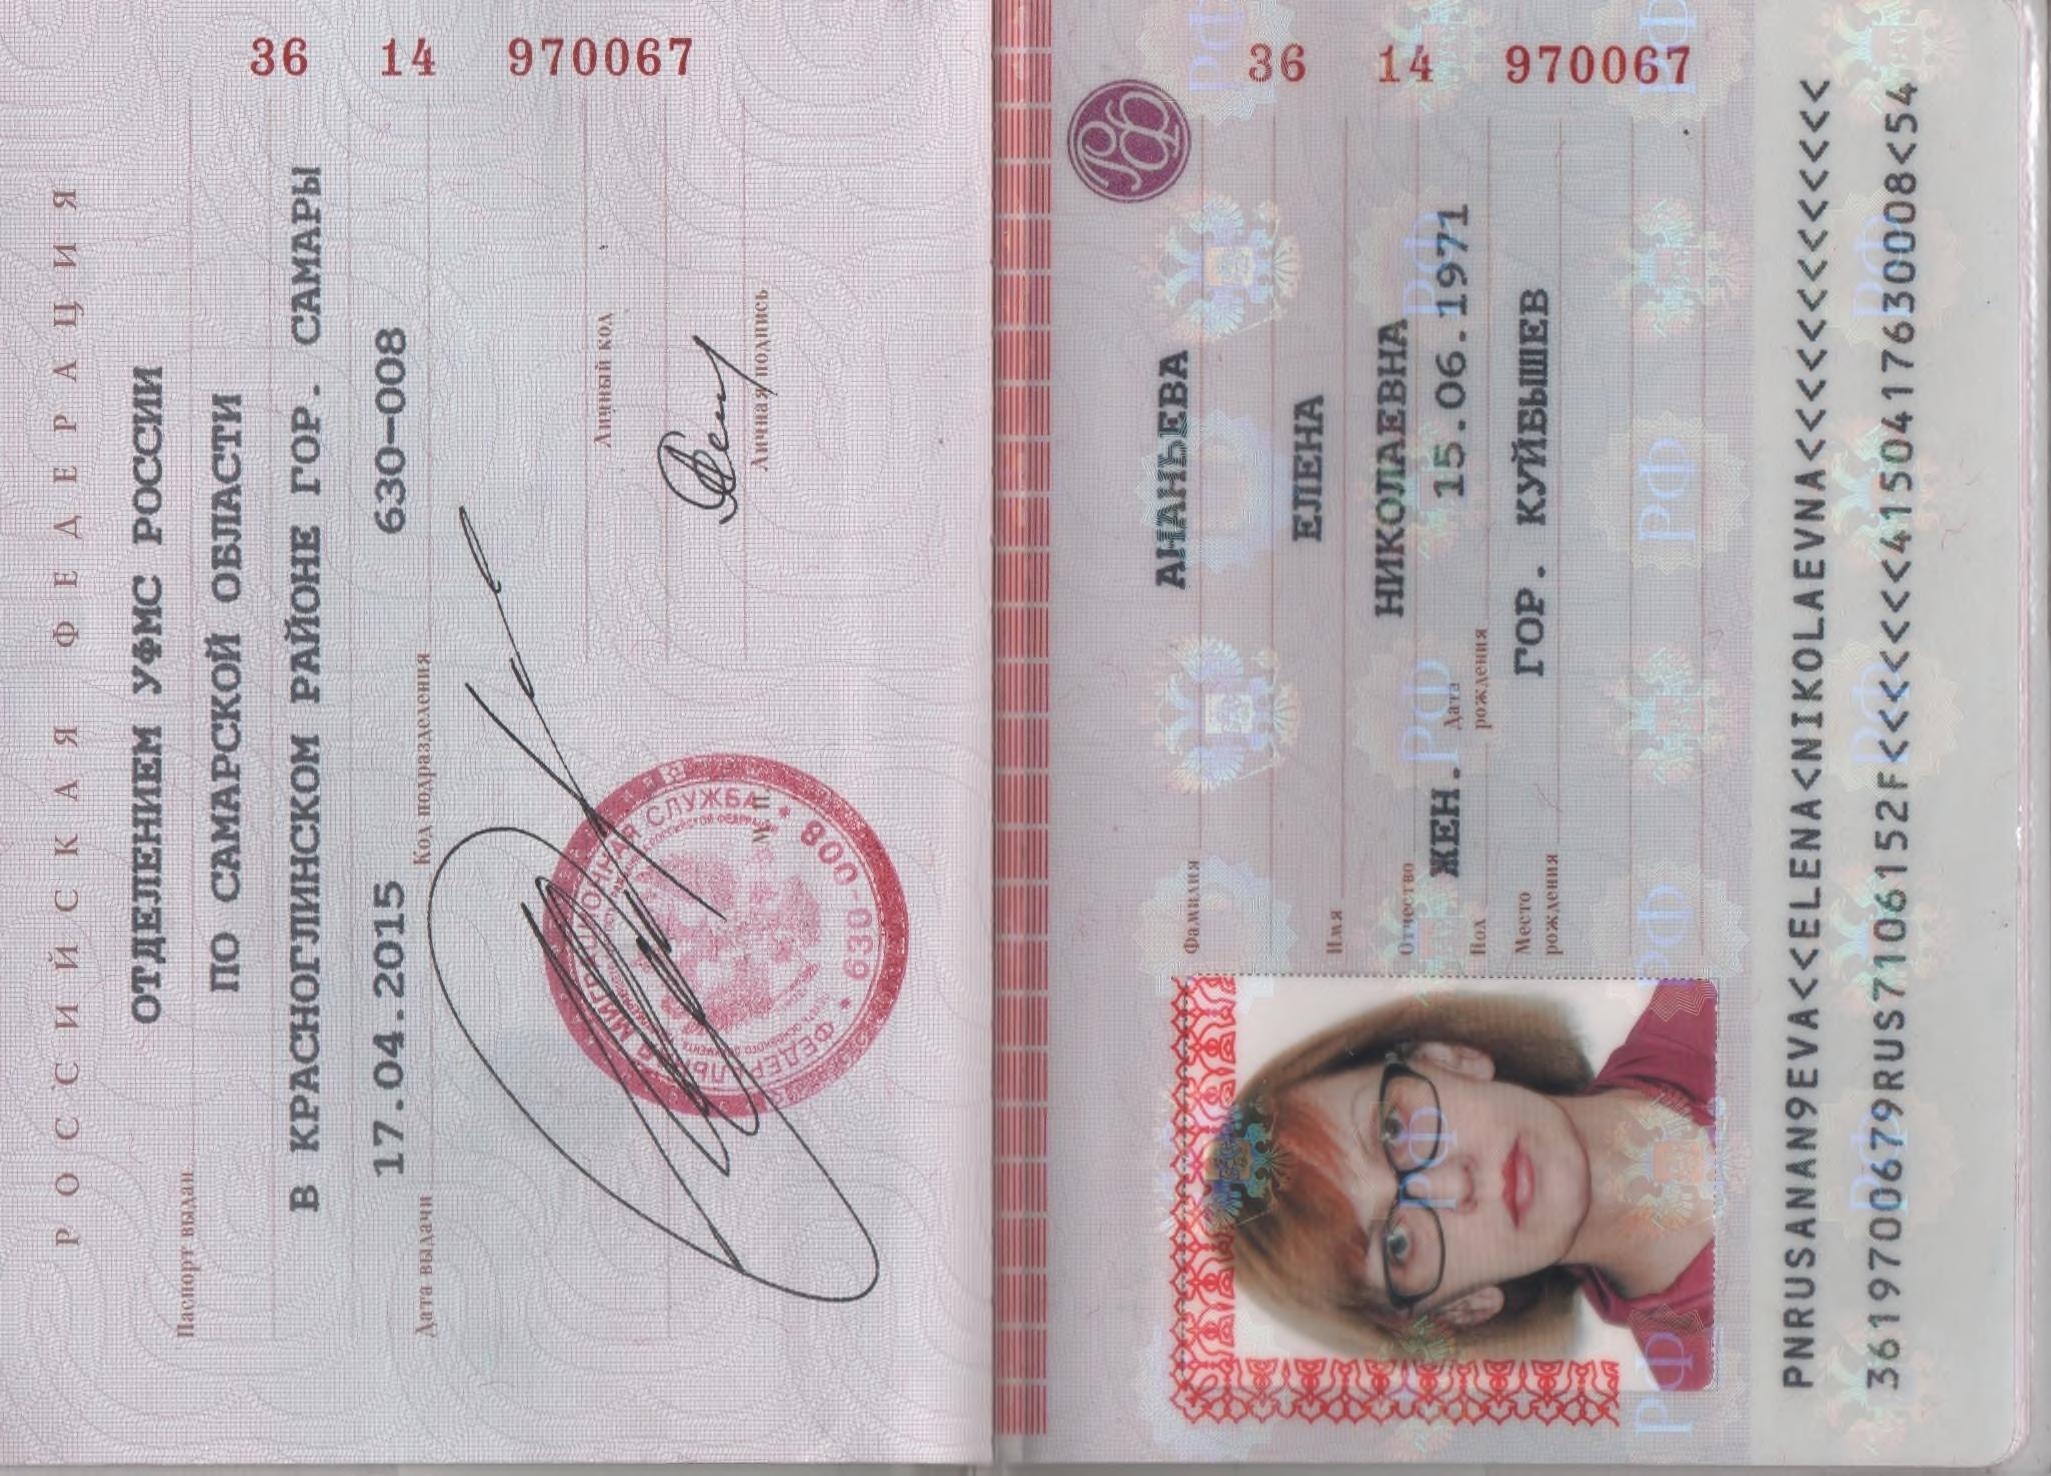 РОССИЙСКАЯ ФЕДЕРАЦИЯ
Паспорт выдан
ОТДЕЛЕНИЕМ УФМС РОССИИ
ПО САМАРСКОЙ ОБЛАСТИ
В КРАСНОГЛИНСКОМ РАЙОНЕ ГОР. САМАРЫ
Дата выдачи 17.04.2015 Код подразделения 630-008
Личный код
Личная подпись
М.П.
ФЕДЕРАЛЬНАЯ МИГРАЦИОННАЯ СЛУЖБА * 630-008 *
36 14 970067
36 14 970067
Фамилия АНАНЬЕВА
Имя ЕЛЕНА
Отчество НИКОЛАЕВНА
Пол ЖЕН. Дата рождения 15.06.1971
Место рождения ГОР. КУЙБЫШЕВ
PNRUSANAN9EVA<<ELENA<NIKOLAEVNA<<<<<<<<<<<<<
3619700679RUS7106152F<<<<<<<4150417630008<54